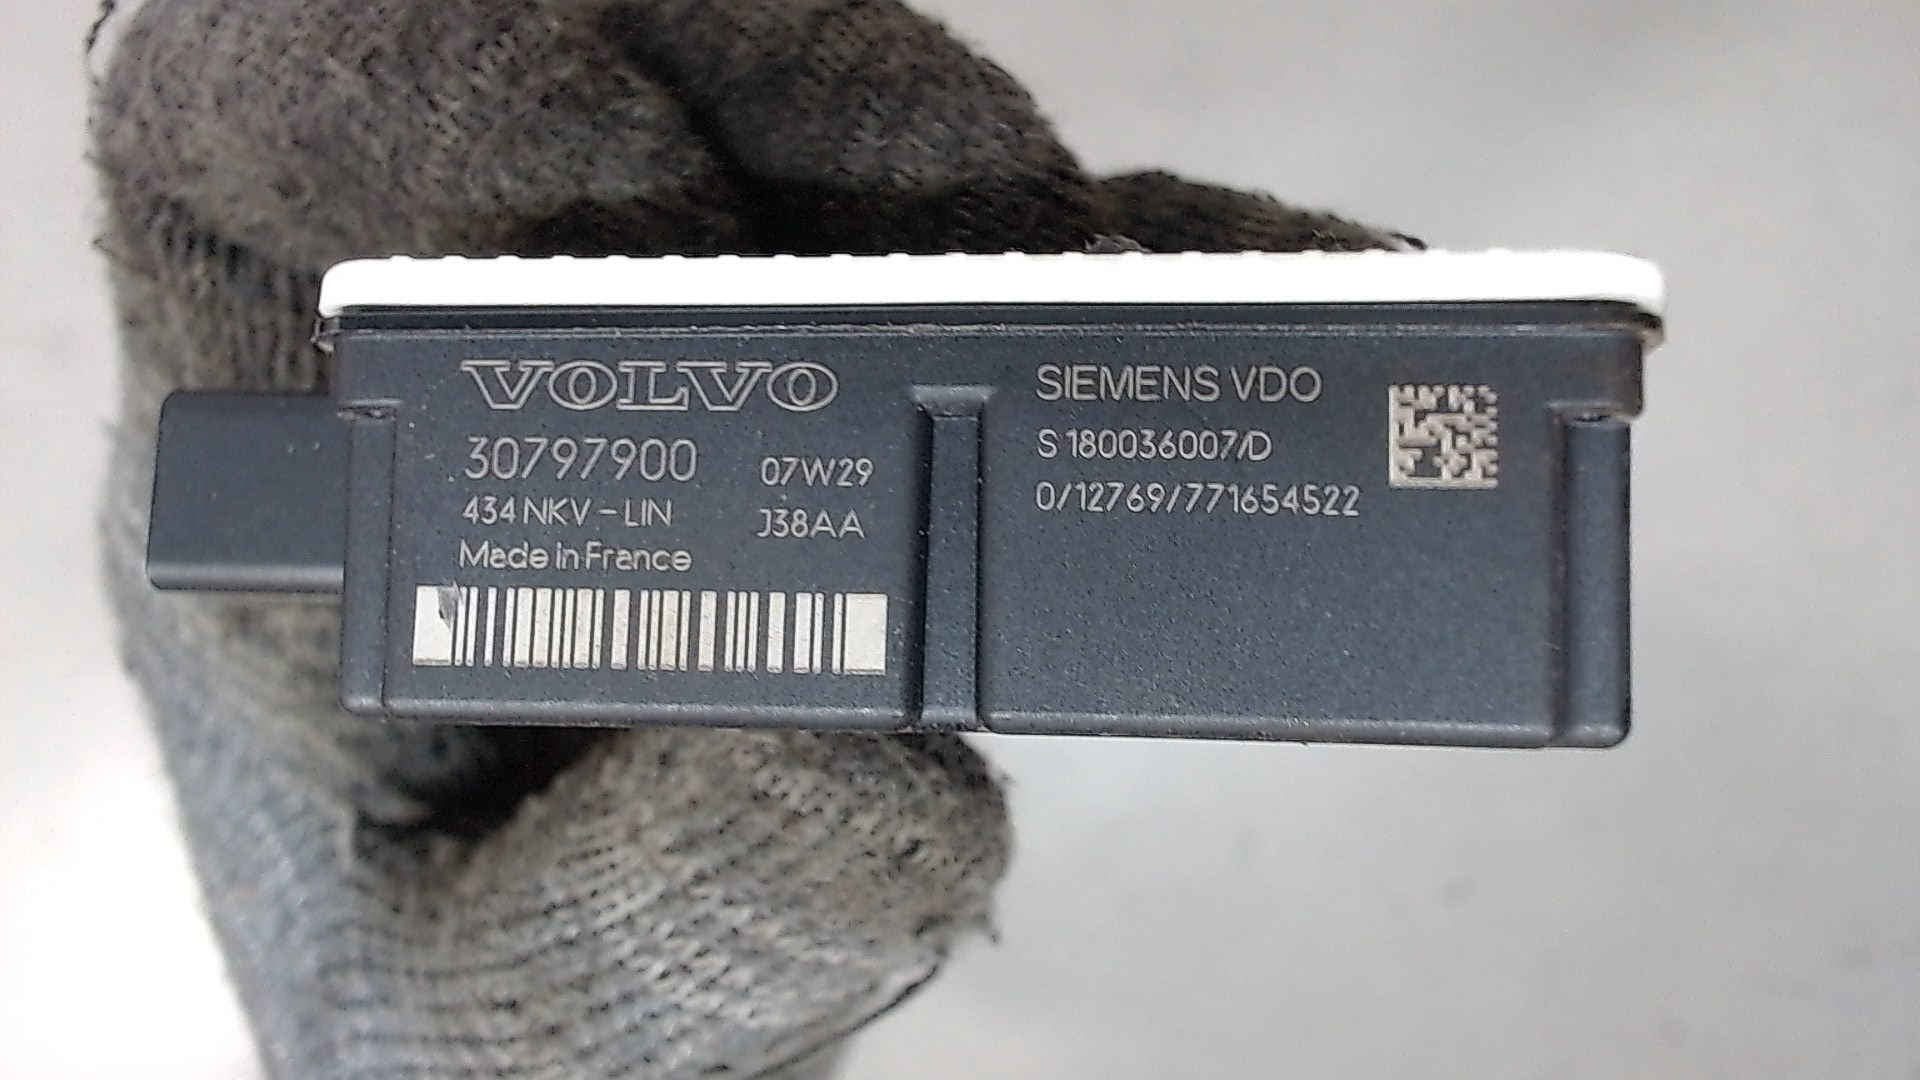 VOLVO
30797900 07W29
434 NKV-LIN J38AA
Made in France
SIEMENS VDO
S 180036007/D
0/12769/771654522